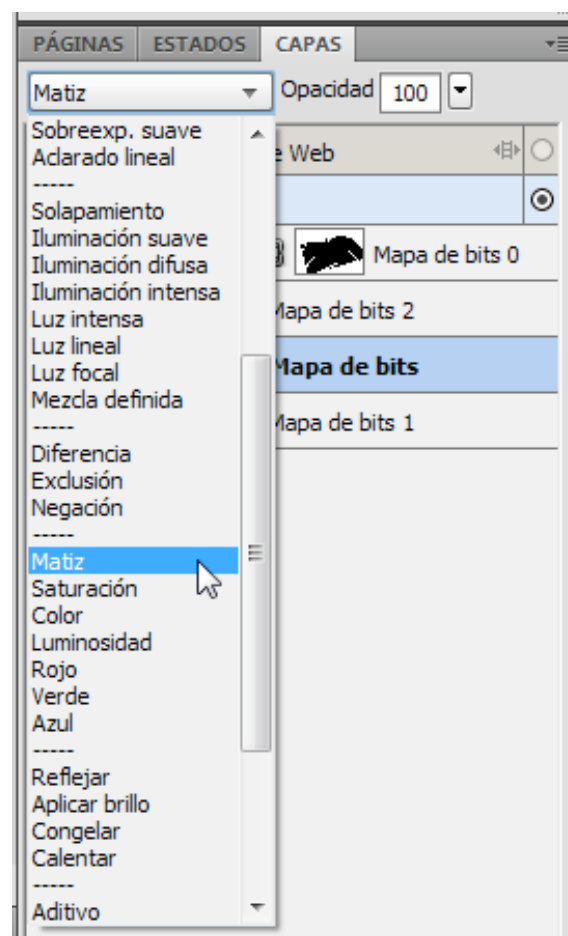 PÁGINAS ESTADOS CAPAS
Matiz Opacidad 100
Sobreexp. suave
Aclarado lineal
-----
Solapamiento
Iluminación suave
Iluminación difusa
Iluminación intensa
Luz intensa
Luz lineal
Luz focal
Mezcla definida
-----
Diferencia
Exclusión
Negación
-----
Matiz
Saturación
Color
Luminosidad
Rojo
Verde
Azul
-----
Reflejar
Aplicar brillo
Congelar
Calentar
-----
Aditivo
e Web
Mapa de bits 0
Mapa de bits 2
Mapa de bits
Mapa de bits 1